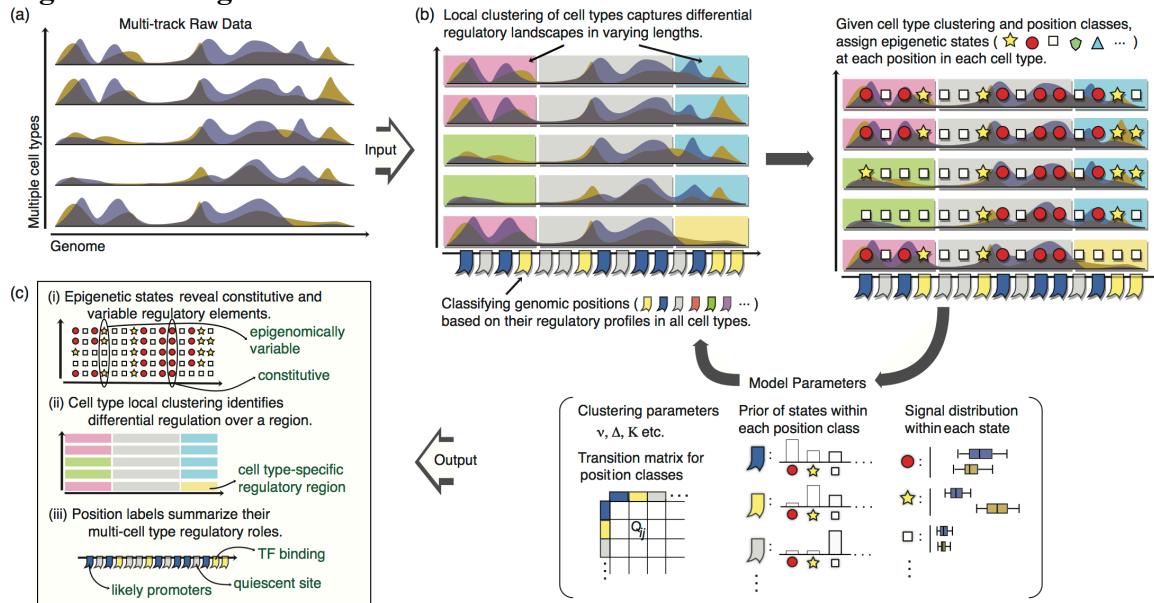 (a)
Multi-track Raw Data
Multiple cell types
Genome
Input
(b)
Local clustering of cell types captures differential
regulatory landscapes in varying lengths.
Classifying genomic positions ( ... )
based on their regulatory profiles in all cell types.
Given cell type clustering and position classes,
assign epigenetic states ( ... )
at each position in each cell type.
Model Parameters
Clustering parameters
ν, Δ, K etc.
Transition matrix for
position classes
...
Q_ij
Prior of states within
each position class
: ...
: ...
: ...
Signal distribution
within each state
:
:
:
Output
(c)
(i) Epigenetic states reveal constitutive and
variable regulatory elements.
epigenomically
variable
constitutive
(ii) Cell type local clustering identifies
differential regulation over a region.
cell type-specific
regulatory region
(iii) Position labels summarize their
multi-cell type regulatory roles.
TF binding
quiescent site
likely promoters